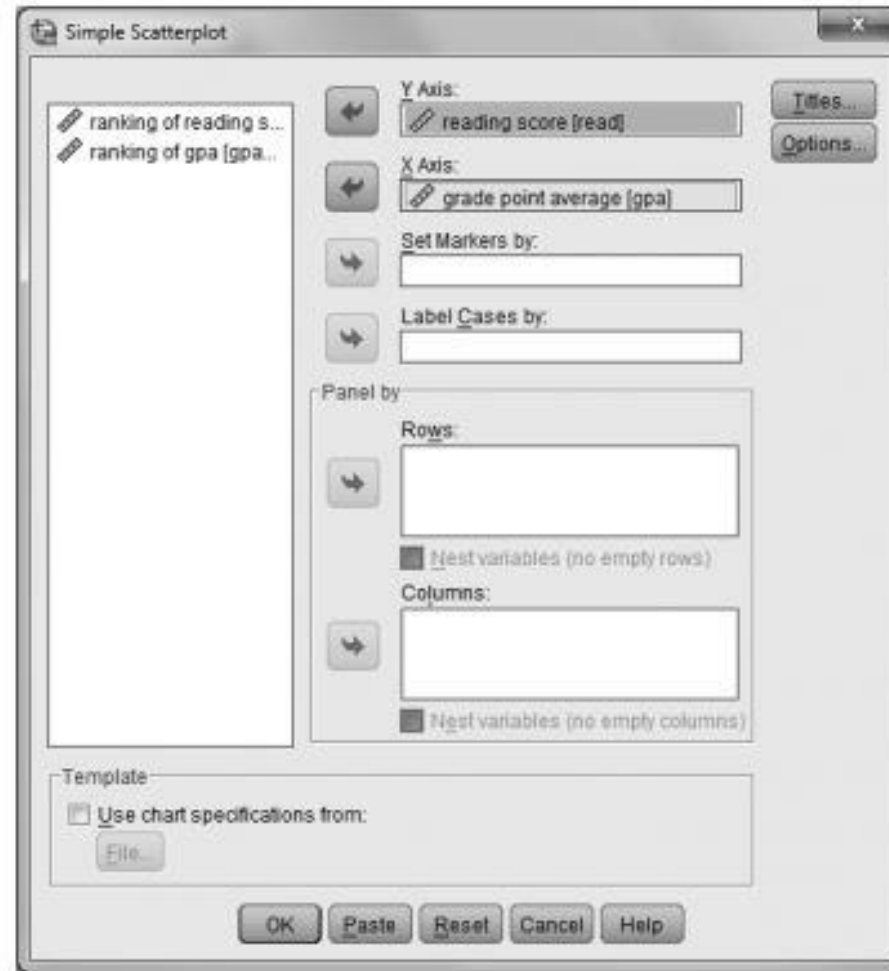 Simple Scatterplot
x
ranking of reading s...
ranking of gpa [gpa...
Y Axis:
reading score [read]
X Axis:
grade point average [gpa]
Set Markers by:
Label Cases by:
Titles...
Options...
Panel by
Rows:
Nest variables (no empty rows)
Columns:
Nest variables (no empty columns)
Template
Use chart specifications from:
File...
OK
Paste
Reset
Cancel
Help